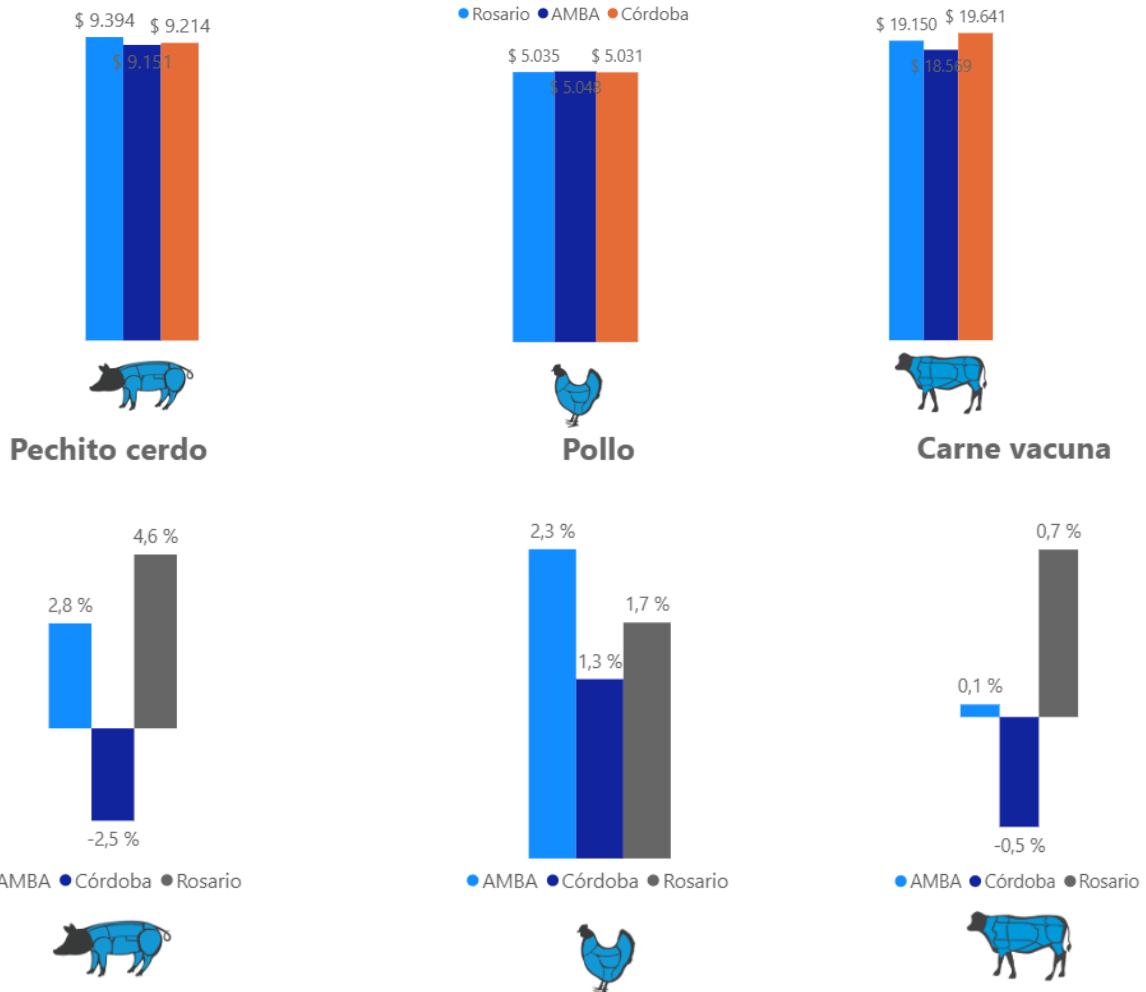 ● Rosario ● AMBA ● Córdoba
$ 9.394
$ 9.151
$ 9.214
$ 5.035
$ 5.048
$ 5.031
$ 19.150
$ 18.569
$ 19.641
Pechito cerdo
Pollo
Carne vacuna
2,8 %
-2,5 %
4,6 %
2,3 %
1,3 %
1,7 %
0,1 %
-0,5 %
0,7 %
AMBA ● Córdoba ● Rosario
● AMBA ● Córdoba ● Rosario
● AMBA ● Córdoba ● Rosario